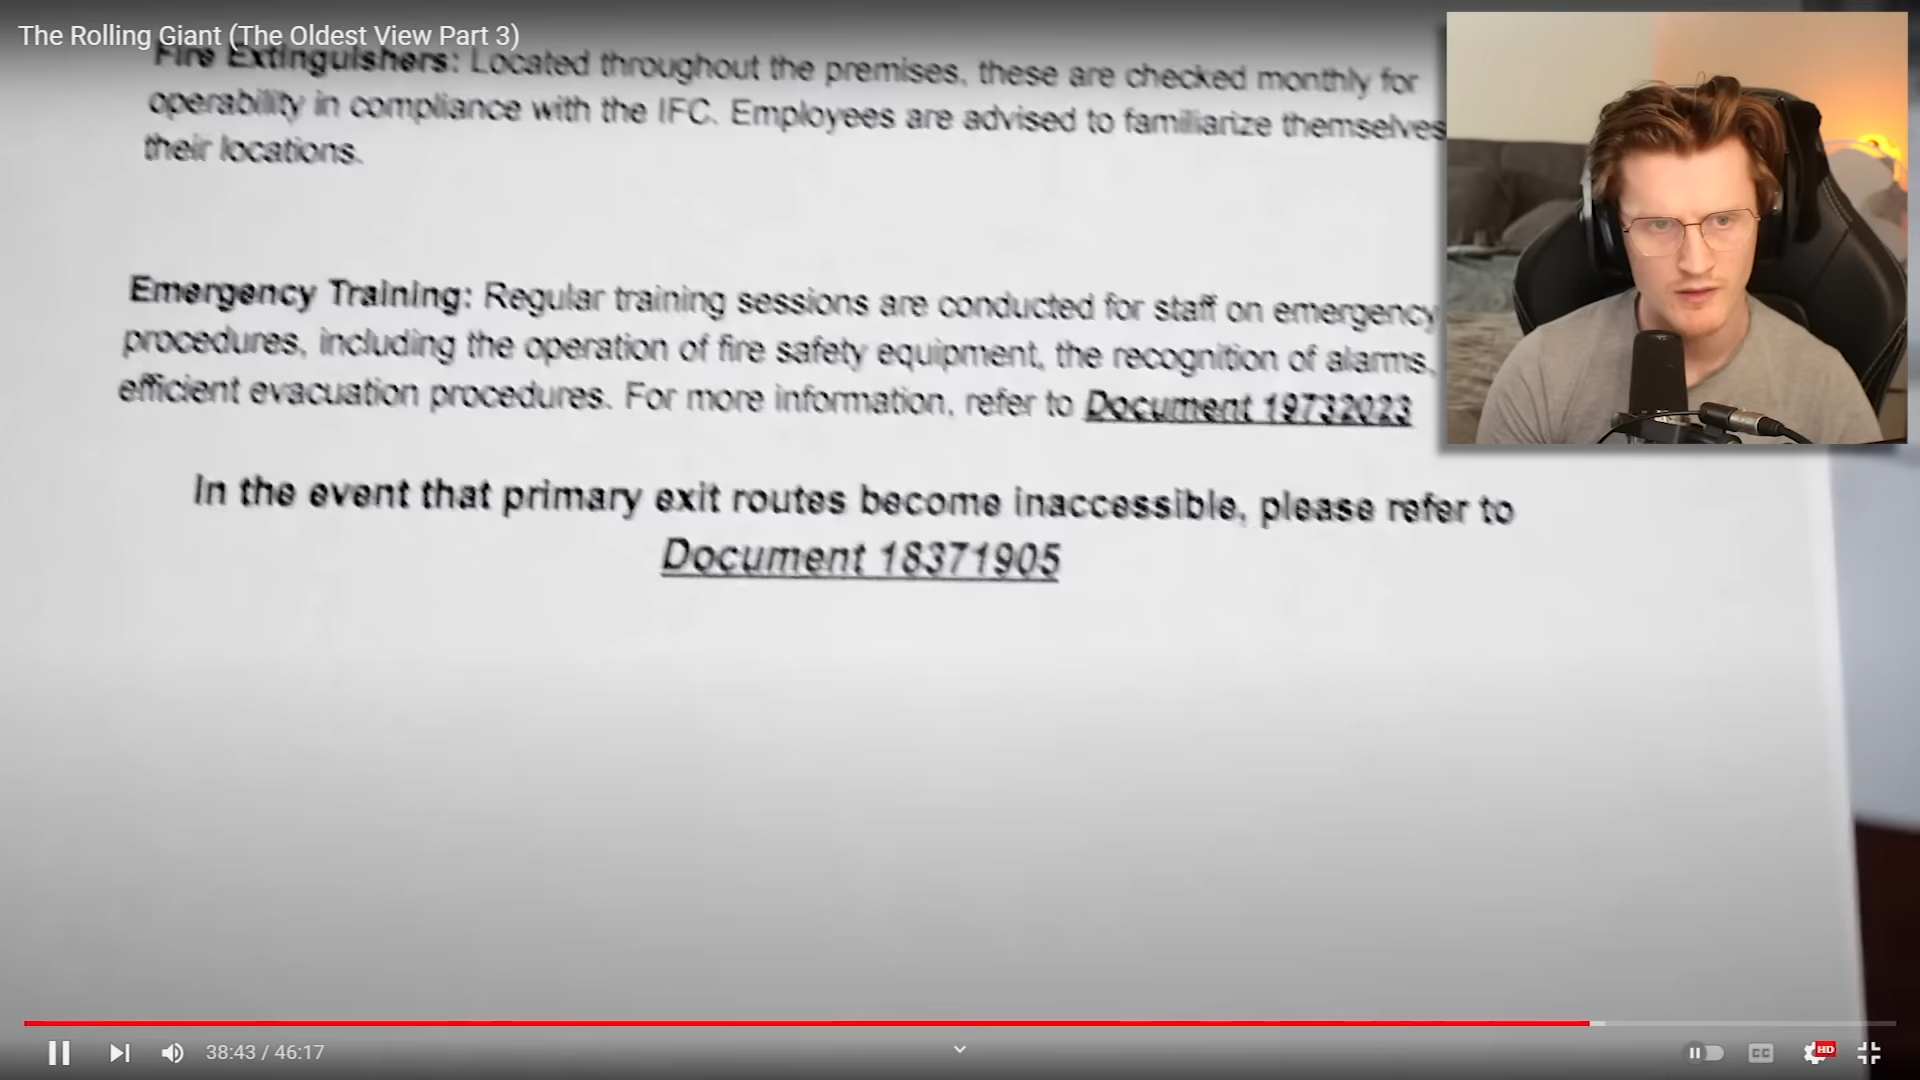 The Rolling Giant (The Oldest View Part 3)
Fire Extinguishers: Located throughout the premises, these are checked monthly for
operability in compliance with the IFC. Employees are advised to familiarize themselves
their locations.
Emergency Training: Regular training sessions are conducted for staff on emergency
procedures, including the operation of fire safety equipment, the recognition of alarms,
efficient evacuation procedures. For more information, refer to Document 19732023
In the event that primary exit routes become inaccessible, please refer to
Document 18371905
38:43 / 46:17
CC
HD